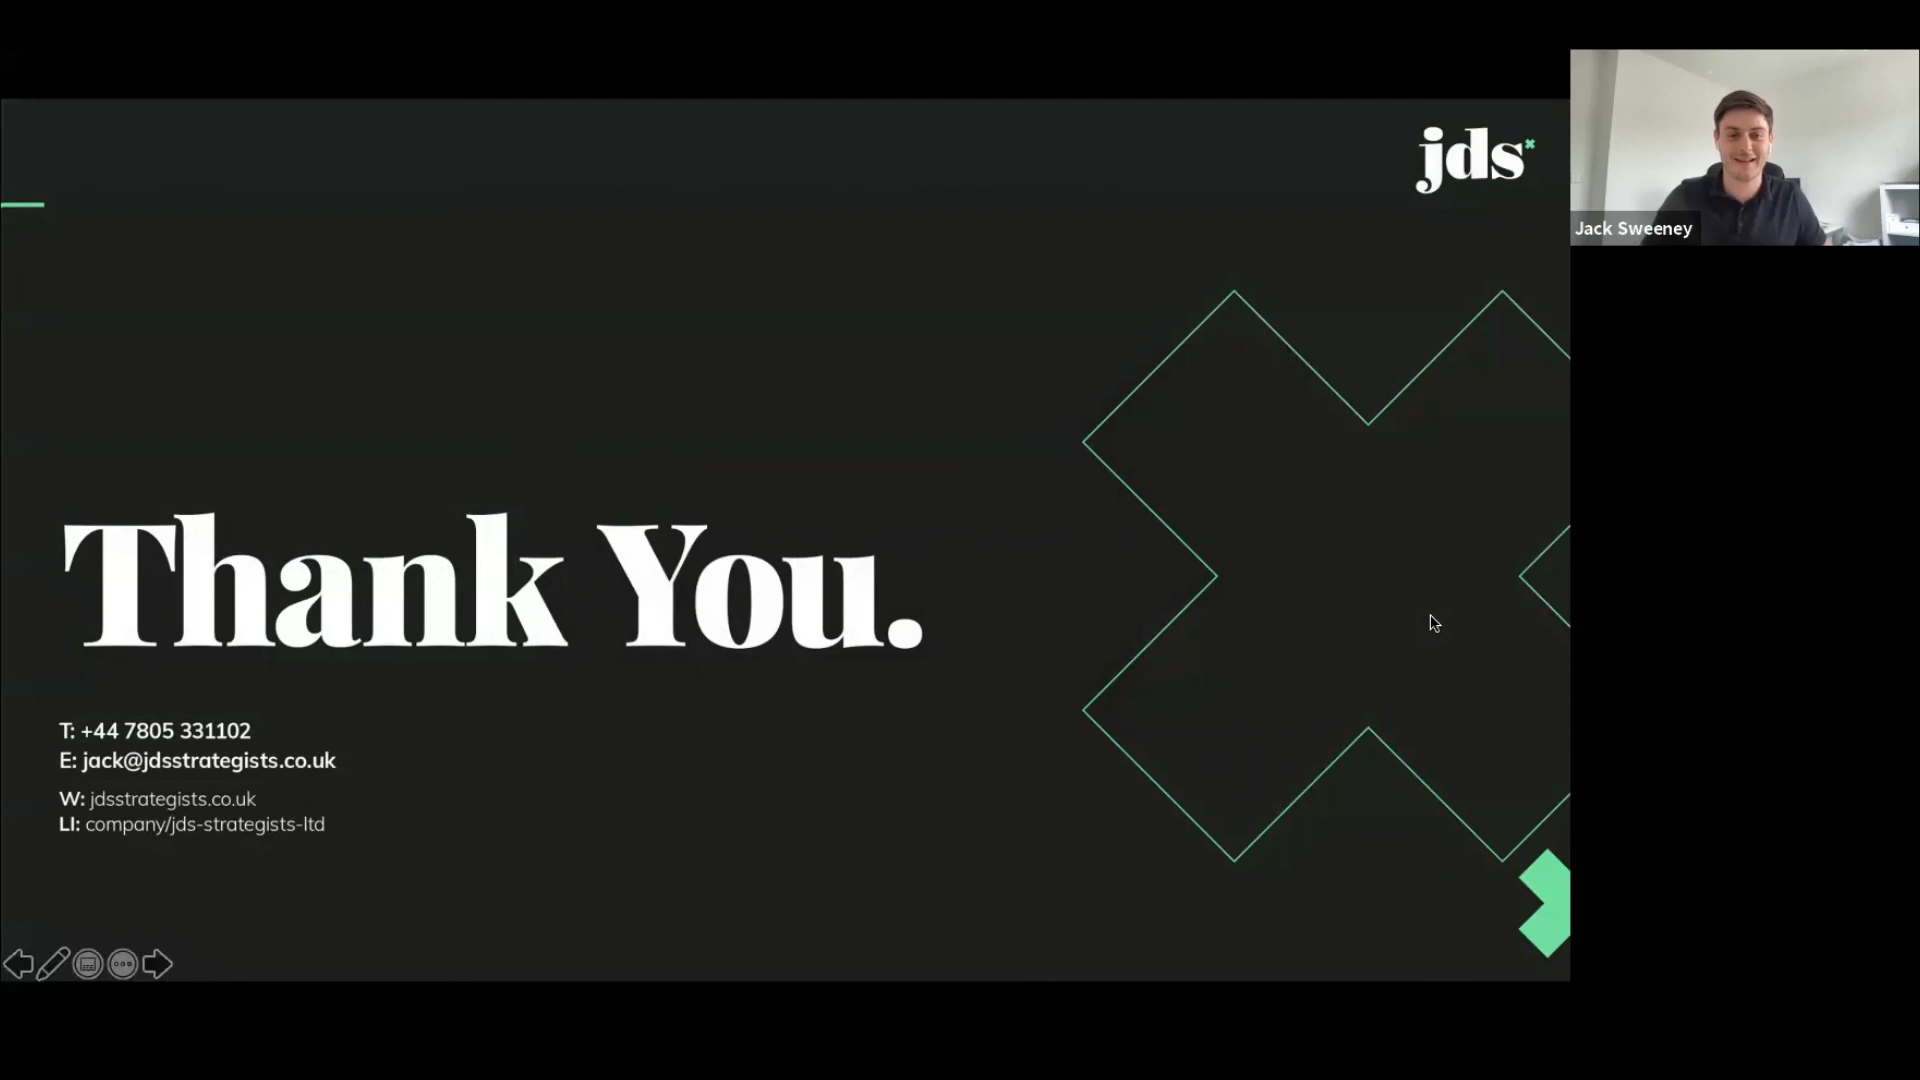 jds
Jack Sweeney
Thank You.
T: +44 7805 331102
E: jack@jdsstrategists.co.uk
W: jdsstrategists.co.uk
LI: company/jds-strategists-ltd